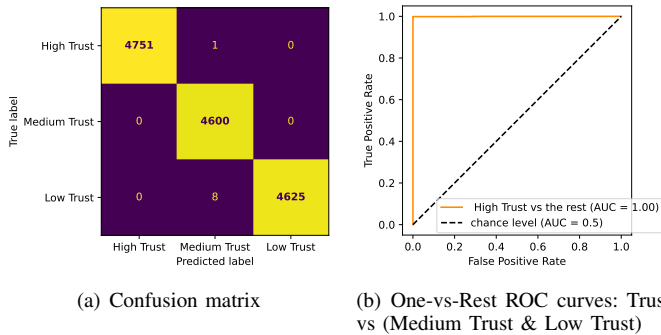 High Trust 4751 1 0
Medium Trust 0 4600 0
Low Trust 0 8 4625
True label
High Trust Medium Trust Low Trust
Predicted label
(a) Confusion matrix
1.0
0.8
0.6
0.4
0.2
0.0
True Positive Rate
High Trust vs the rest (AUC = 1.00)
chance level (AUC = 0.5)
0.0 0.2 0.4 0.6 0.8 1.0
False Positive Rate
(b) One-vs-Rest ROC curves: Trus
vs (Medium Trust & Low Trust)